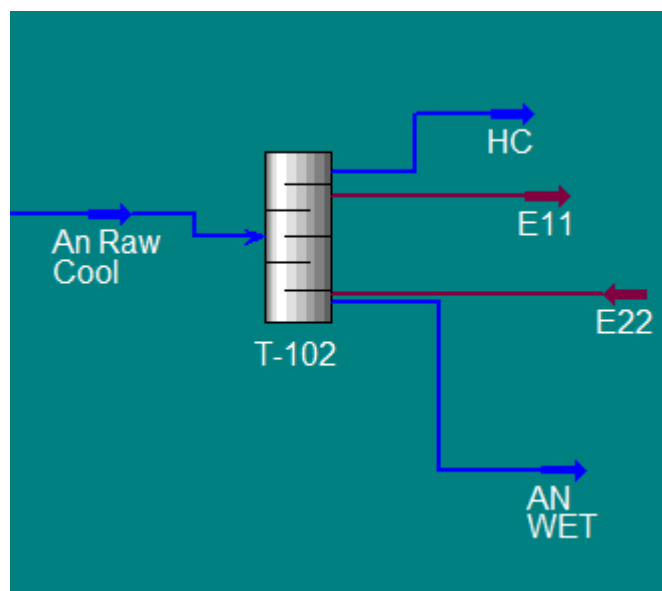 HC
E11
An Raw
Cool
E22
T-102
AN
WET